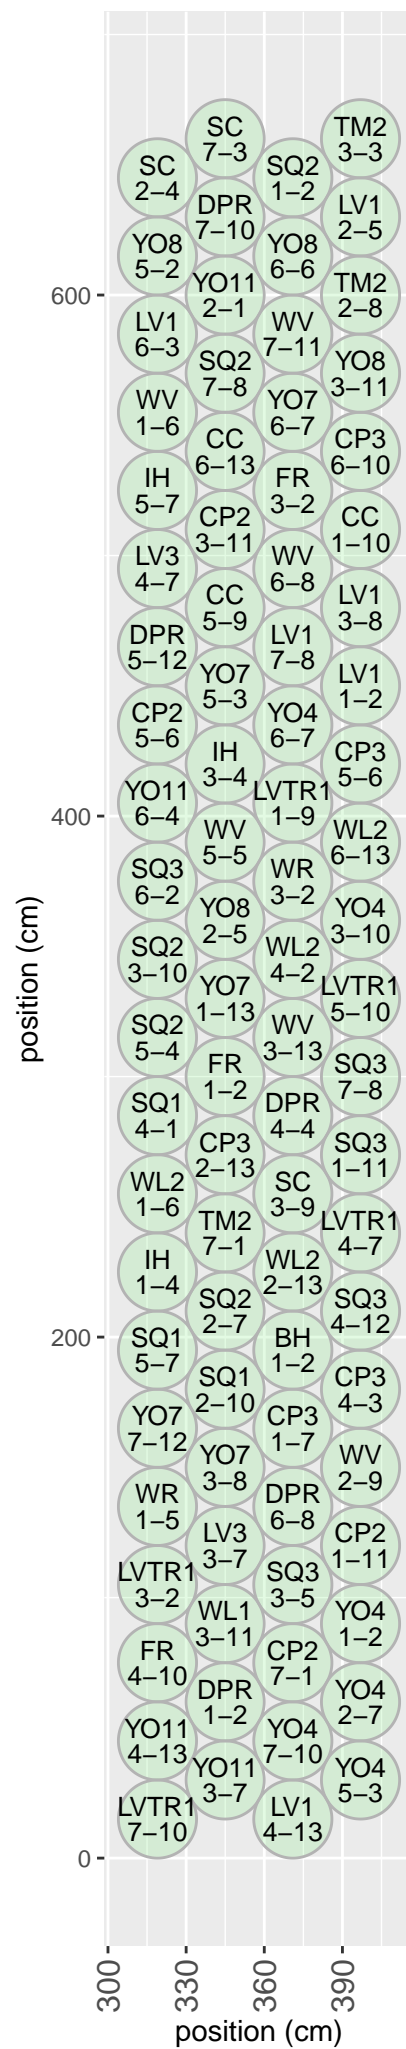 SC
7–3
TM2
3–3
SC
2–4
SQ2
1–2
DPR
7–10
LV1
2–5
YO8
5–2
YO8
6–6
YO11
2–1
TM2
2–8
600
LV1
6–3
WV
7–11
SQ2
7–8
YO8
3–11
WV
1–6
YO7
6–7
CC
6–13
CP3
6–10
IH
5–7
FR
3–2
CP2
3–11
CC
1–10
LV3
4–7
WV
6–8
CC
5–9
LV1
3–8
DPR
5–12
LV1
7–8
YO7
5–3
LV1
1–2
CP2
5–6
YO4
6–7
IH
3–4
CP3
5–6
YO11
6–4
LVTR1
1–9
400
WV
5–5
WL2
6–13
SQ3
6–2
WR
3–2
YO8
2–5
YO4
3–10
SQ2
3–10
WL2
4–2
YO7
1–13
LVTR1
5–10
SQ2
5–4
WV
3–13
FR
1–2
SQ3
7–8
SQ1
4–1
DPR
4–4
CP3
2–13
SQ3
1–11
WL2
1–6
SC
3–9
TM2
7–1
LVTR1
4–7
IH
1–4
WL2
2–13
SQ2
2–7
SQ3
4–12
200
SQ1
5–7
BH
1–2
SQ1
2–10
CP3
4–3
YO7
7–12
CP3
1–7
YO7
3–8
WV
2–9
WR
1–5
DPR
6–8
LV3
3–7
CP2
1–11
LVTR1
3–2
SQ3
3–5
WL1
3–11
YO4
1–2
FR
4–10
CP2
7–1
DPR
1–2
YO4
2–7
YO11
4–13
YO4
7–10
YO11
3–7
YO4
5–3
LVTR1
7–10
LV1
4–13
0
position (cm)
300
330
360
390
position (cm)